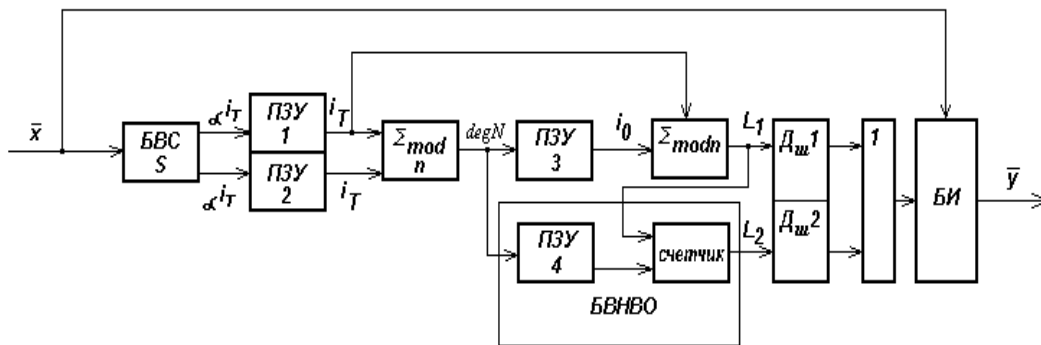 x̄
БВС
S
αiT
αiT
ПЗУ
1
ПЗУ
2
iT
iT
Σmod
n
degN
ПЗУ
3
i0
Σmodn
L1
Дш1
Дш2
1
БИ
ȳ
ПЗУ
4
счетчик
L2
БВНВО